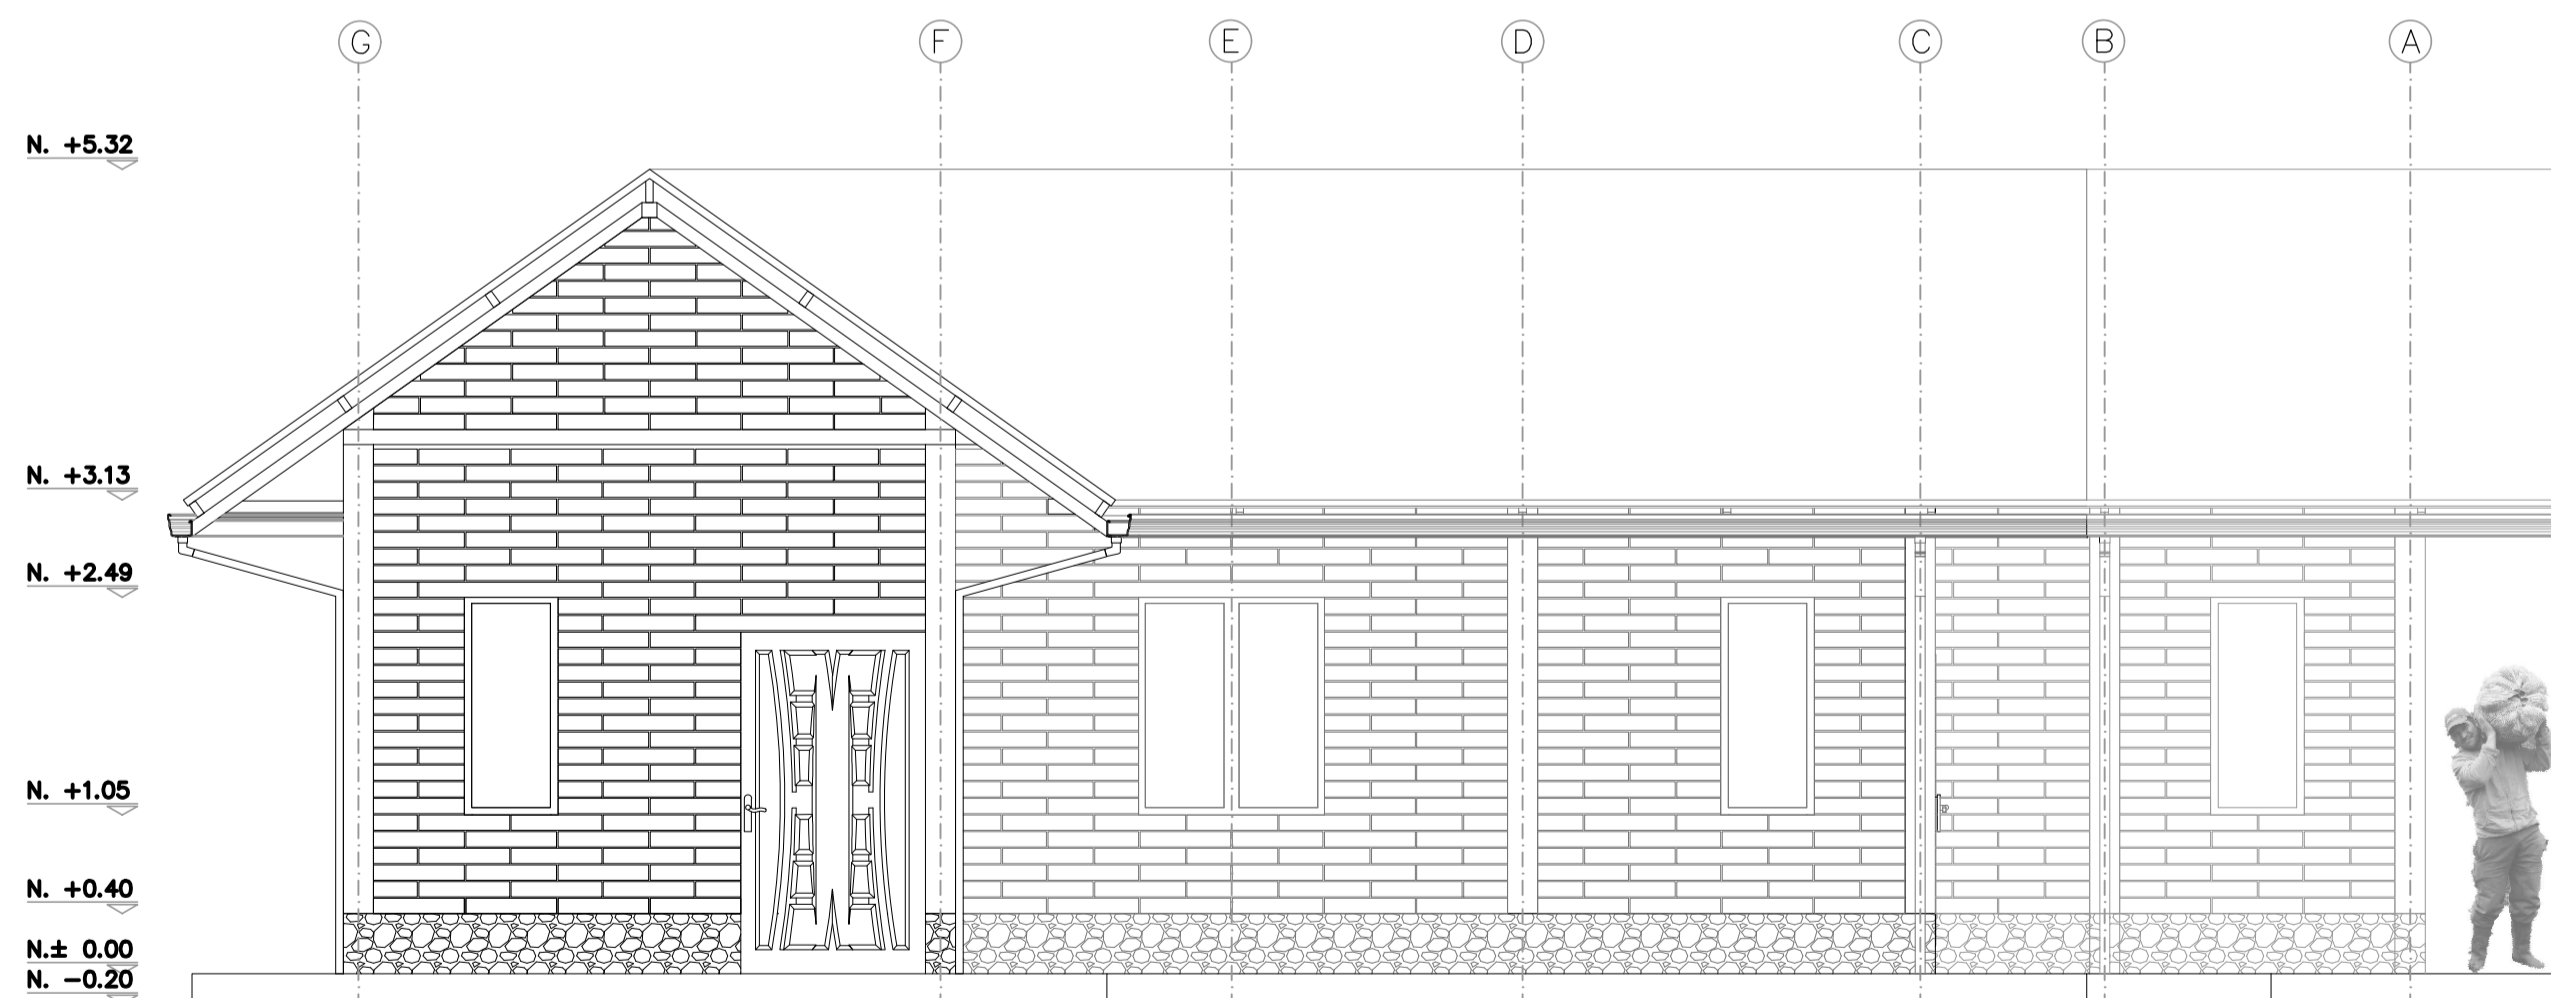 G F E D C B A
N. +5.32
N. +3.13
N. +2.49
N. +1.05
N. +0.40
N.± 0.00
N. −0.20